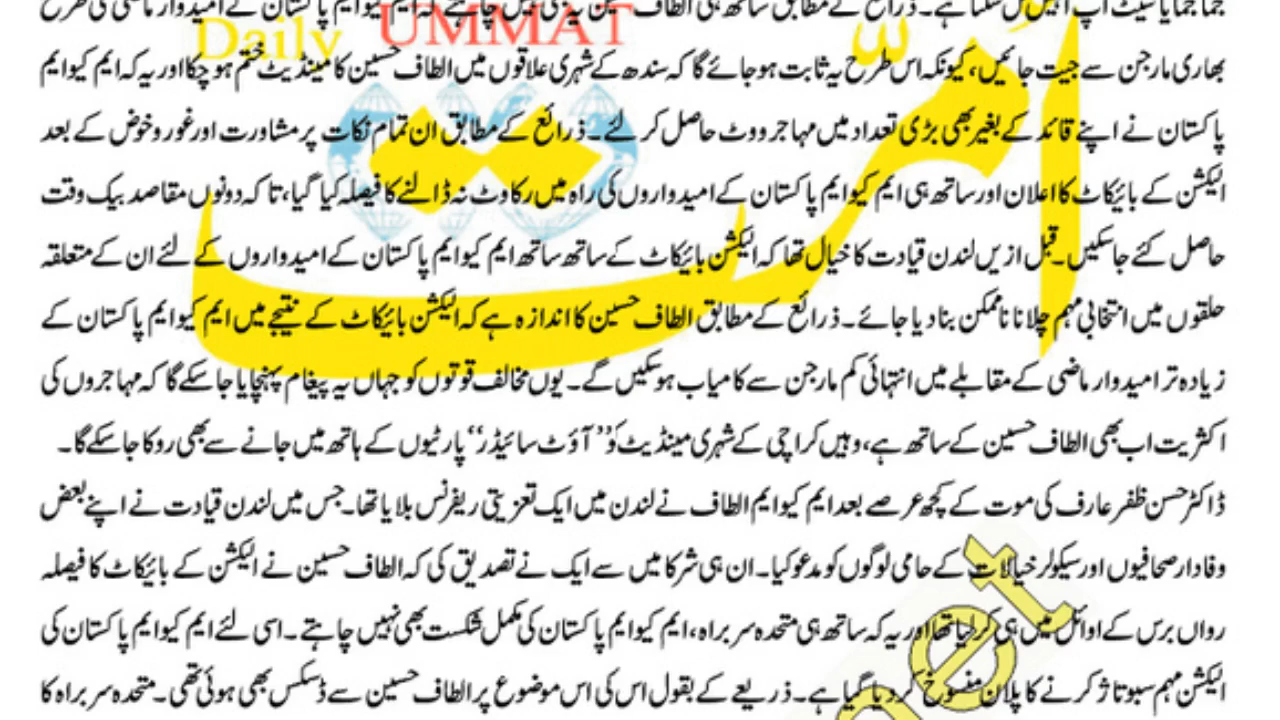 جما جمایا سیٹ اپ انہیں مل سکتا ہے۔ ذرائع کے مطابق ساتھ ہی الطاف حسین یہ بھی نہیں چاہتے کہ ایم کیو ایم پاکستان کے امیدوار ماضی کی طرح
Daily UMMAT
امت
بھاری مارجن سے جیت جائیں، کیونکہ اس طرح یہ ثابت ہوجائے گا کہ سندھ کے شہری علاقوں میں الطاف حسین کا مینڈیٹ ختم ہو چکا اور یہ کہ ایم کیو ایم
پاکستان نے اپنے قائد کے بغیر بھی بڑی تعداد میں مہاجر ووٹ حاصل کر لئے۔ ذرائع کے مطابق ان تمام نکات پر مشاورت اور غور و خوض کے بعد
الیکشن کے بائیکاٹ کا اعلان اور ساتھ ہی ایم کیو ایم پاکستان کے امیدواروں کی راہ میں رکاوٹ نہ ڈالنے کا فیصلہ کیا گیا، تا کہ دونوں مقاصد بیک وقت
حاصل کئے جاسکیں۔ قبل ازیں لندن قیادت کا خیال تھا کہ الیکشن بائیکاٹ کے ساتھ ساتھ ایم کیو ایم پاکستان کے امیدواروں کے لئے ان کے متعلقہ
حلقوں میں انتخابی مہم چلانا ناممکن بنا دیا جائے۔ ذرائع کے مطابق الطاف حسین کا اندازہ ہے کہ الیکشن بائیکاٹ کے نتیجے میں ایم کیو ایم پاکستان کے
زیادہ تر امیدوار ماضی کے مقابلے میں انتہائی کم مارجن سے کامیاب ہوسکیں گے۔ یوں مخالف قوتوں کو جہاں یہ پیغام پہنچایا جا سکے گا کہ مہاجروں کی
اکثریت اب بھی الطاف حسین کے ساتھ ہے، وہیں کراچی کے شہری مینڈیٹ کو ”آؤٹ سائیڈر“ پارٹیوں کے ہاتھ میں جانے سے بھی روکا جا سکے گا۔
ڈاکٹر حسن ظفر عارف کی موت کے کچھ عرصے بعد ایم کیو ایم الطاف نے لندن میں ایک تعزیتی ریفرنس بلایا تھا۔ جس میں لندن قیادت نے اپنے بعض
وفادار صحافیوں اور سیکولر خیالات کے حامی لوگوں کو مدعو کیا۔ ان ہی شرکا میں سے ایک نے تصدیق کی کہ الطاف حسین نے الیکشن کے بائیکاٹ کا فیصلہ
رواں برس کے اوائل میں ہی کر لیا تھا اور یہ کہ ساتھ ہی متحدہ سربراہ، ایم کیو ایم پاکستان کی مکمل شکست بھی نہیں چاہتے۔ اسی لئے ایم کیو ایم پاکستان کی
الیکشن مہم سبوتاژ کرنے کا پلان منسوخ کر دیا گیا ہے۔ ذریعے کے بقول اس کی اس موضوع پر الطاف حسین سے ڈسکس بھی ہوئی تھی۔ متحدہ سربراہ کا
net